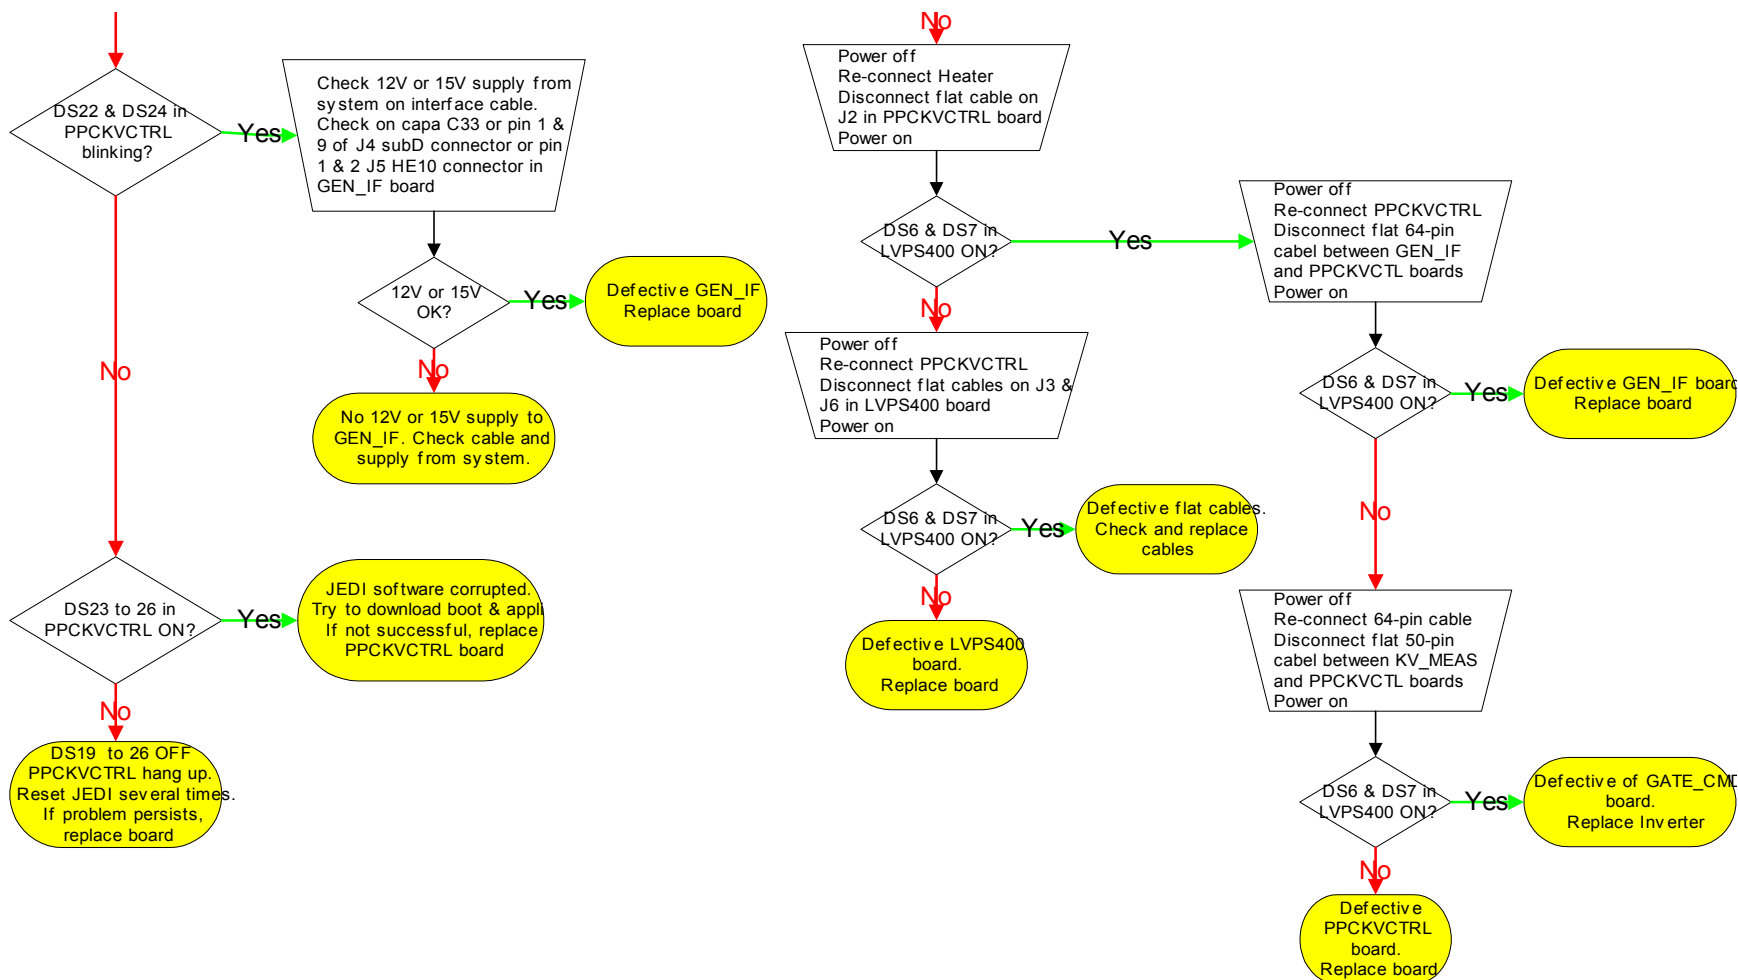 DS22 & DS24 in
PPCKVCTRL
blinking?
Yes
Check 12V or 15V supply from
system on interface cable.
Check on capa C33 or pin 1 &
9 of J4 subD connector or pin
1 & 2 J5 HE10 connector in
GEN_IF board
12V or 15V
OK?
Yes
Defective GEN_IF
Replace board
No
No 12V or 15V supply to
GEN_IF. Check cable and
supply from system.
No
DS23 to 26 in
PPCKVCTRL ON?
Yes
JEDI software corrupted.
Try to download boot & appli
If not successful, replace
PPCKVCTRL board
No
DS19 to 26 OFF
PPCKVCTRL hang up.
Reset JEDI several times.
If problem persists,
replace board
No
Power off
Re-connect Heater
Disconnect flat cable on
J2 in PPCKVCTRL board
Power on
DS6 & DS7 in
LVPS400 ON?
Yes
No
Power off
Re-connect PPCKVCTRL
Disconnect flat cables on J3 &
J6 in LVPS400 board
Power on
DS6 & DS7 in
LVPS400 ON?
Yes
Defective flat cables.
Check and replace
cables
No
Defective LVPS400
board.
Replace board
Power off
Re-connect PPCKVCTRL
Disconnect flat 64-pin
cabel between GEN_IF
and PPCKVCTL boards
Power on
DS6 & DS7 in
LVPS400 ON?
Yes
Defective GEN_IF board
Replace board
No
Power off
Re-connect 64-pin cable
Disconnect flat 50-pin
cabel between KV_MEAS
and PPCKVCTL boards
Power on
DS6 & DS7 in
LVPS400 ON?
Yes
Defective of GATE_CMD
board.
Replace Inverter
No
Defective
PPCKVCTRL
board.
Replace board